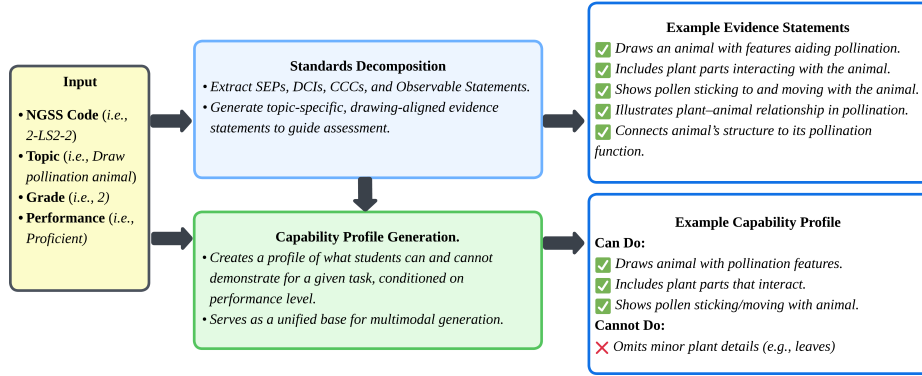 Input
• NGSS Code (i.e.,
2-LS2-2)
• Topic (i.e., Draw
pollination animal)
• Grade (i.e., 2)
• Performance (i.e.,
Proficient)
Standards Decomposition
• Extract SEPs, DCIs, CCCs, and Observable Statements.
• Generate topic-specific, drawing-aligned evidence
statements to guide assessment.
Capability Profile Generation.
• Creates a profile of what students can and cannot
demonstrate for a given task, conditioned on
performance level.
• Serves as a unified base for multimodal generation.
Example Evidence Statements
✅ Draws an animal with features aiding pollination.
✅ Includes plant parts interacting with the animal.
✅ Shows pollen sticking to and moving with the animal.
✅ Illustrates plant–animal relationship in pollination.
✅ Connects animal's structure to its pollination
function.
Example Capability Profile
Can Do:
✅ Draws animal with pollination features.
✅ Includes plant parts that interact.
✅ Shows pollen sticking/moving with animal.
Cannot Do:
❌ Omits minor plant details (e.g., leaves)